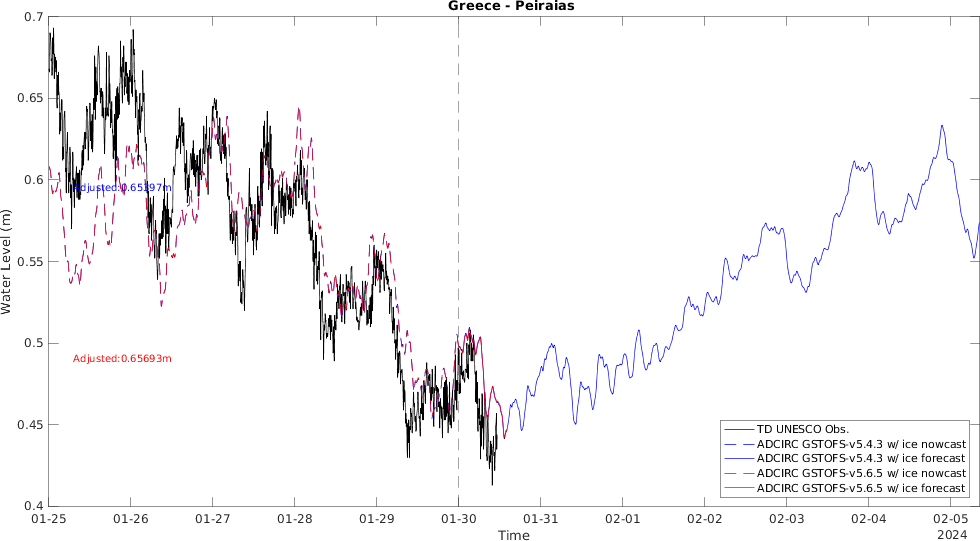 Greece - Peiraias
0.7
0.65
0.6
0.55
0.5
0.45
0.4
Water Level (m)
Adjusted:0.65397m
Adjusted:0.65693m
TD UNESCO Obs.
ADCIRC GSTOFS-v5.4.3 w/ ice nowcast
ADCIRC GSTOFS-v5.4.3 w/ ice forecast
ADCIRC GSTOFS-v5.6.5 w/ ice nowcast
ADCIRC GSTOFS-v5.6.5 w/ ice forecast
01-25 01-26 01-27 01-28 01-29 01-30 01-31 02-01 02-02 02-03 02-04 02-05
Time 2024